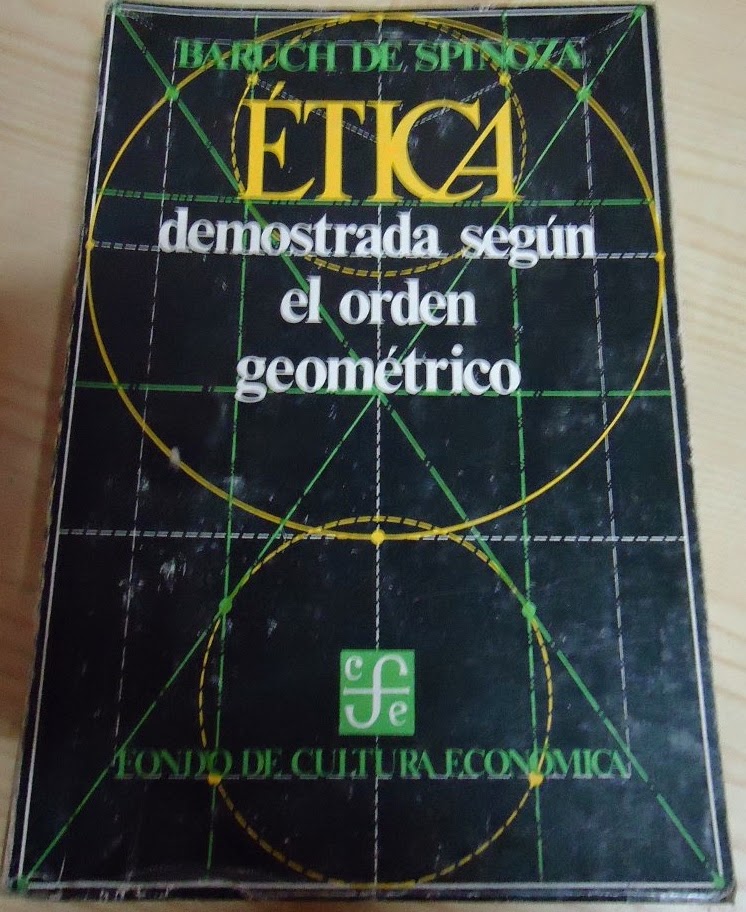 BARUCH DE SPINOZA
ÉTICA
demostrada según
el orden
geométrico
c f e
FONDO DE CULTURA ECONÓMICA